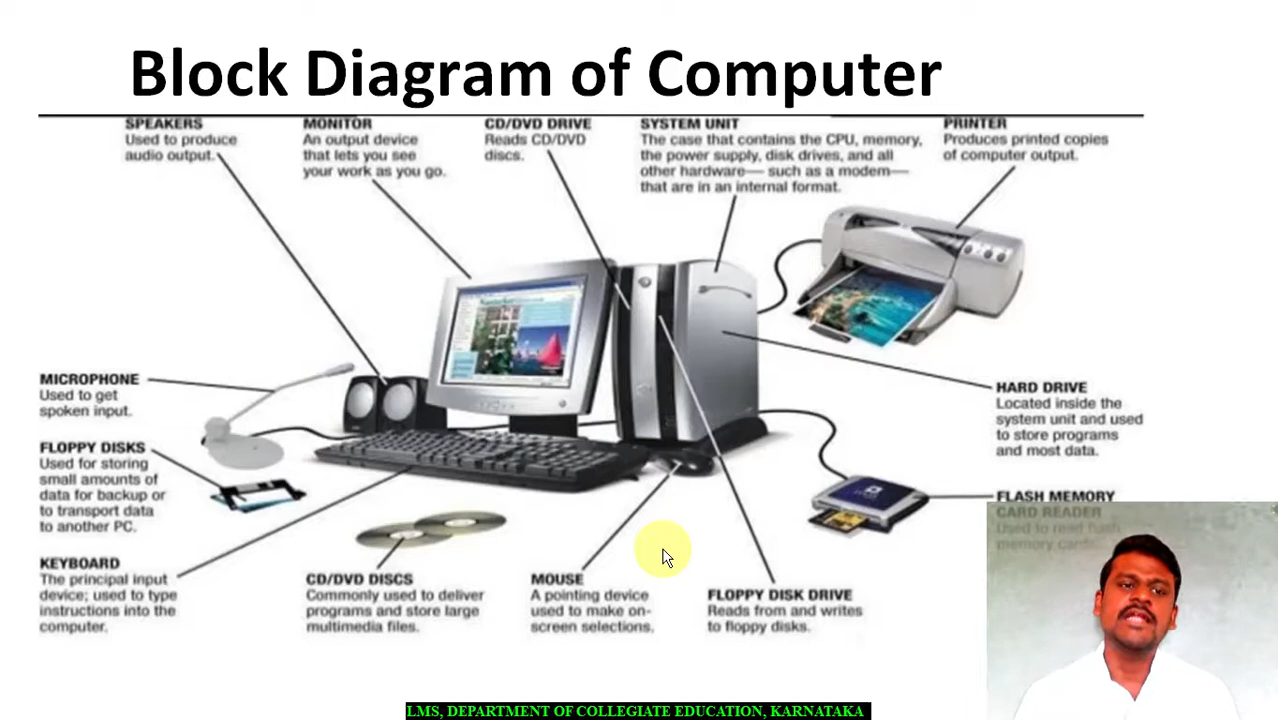 Block Diagram of Computer
SPEAKERS
Used to produce
audio output.
MONITOR
An output device
that lets you see
your work as you go.
CD/DVD DRIVE
Reads CD/DVD
discs.
SYSTEM UNIT
The case that contains the CPU, memory,
the power supply, disk drives, and all
other hardware— such as a modem—
that are in an internal format.
PRINTER
Produces printed copies
of computer output.
MICROPHONE
Used to get
spoken input.
FLOPPY DISKS
Used for storing
small amounts of
data for backup or
to transport data
to another PC.
KEYBOARD
The principal input
device; used to type
instructions into the
computer.
CD/DVD DISCS
Commonly used to deliver
programs and store large
multimedia files.
MOUSE
A pointing device
used to make on-
screen selections.
FLOPPY DISK DRIVE
Reads from and writes
to floppy disks.
HARD DRIVE
Located inside the
system unit and used
to store programs
and most data.
FLASH MEMORY
CARD READER
Used to read flash
memory cards.
LMS, DEPARTMENT OF COLLEGIATE EDUCATION, KARNATAKA